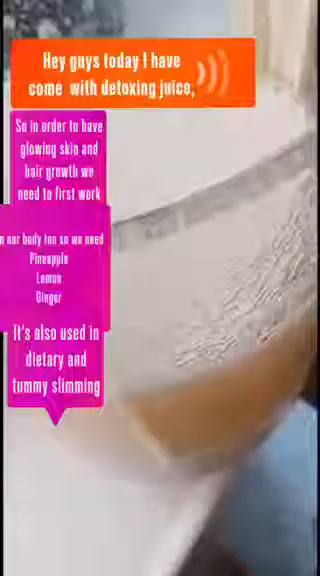 Hey guys today I have
come with detoxing juice,
So in order to have
glowing skin and
hair growth we
need to first work
n our body too so we need
Pineapple
Lemon
Ginger
It's also used in
dietary and
tummy slimming